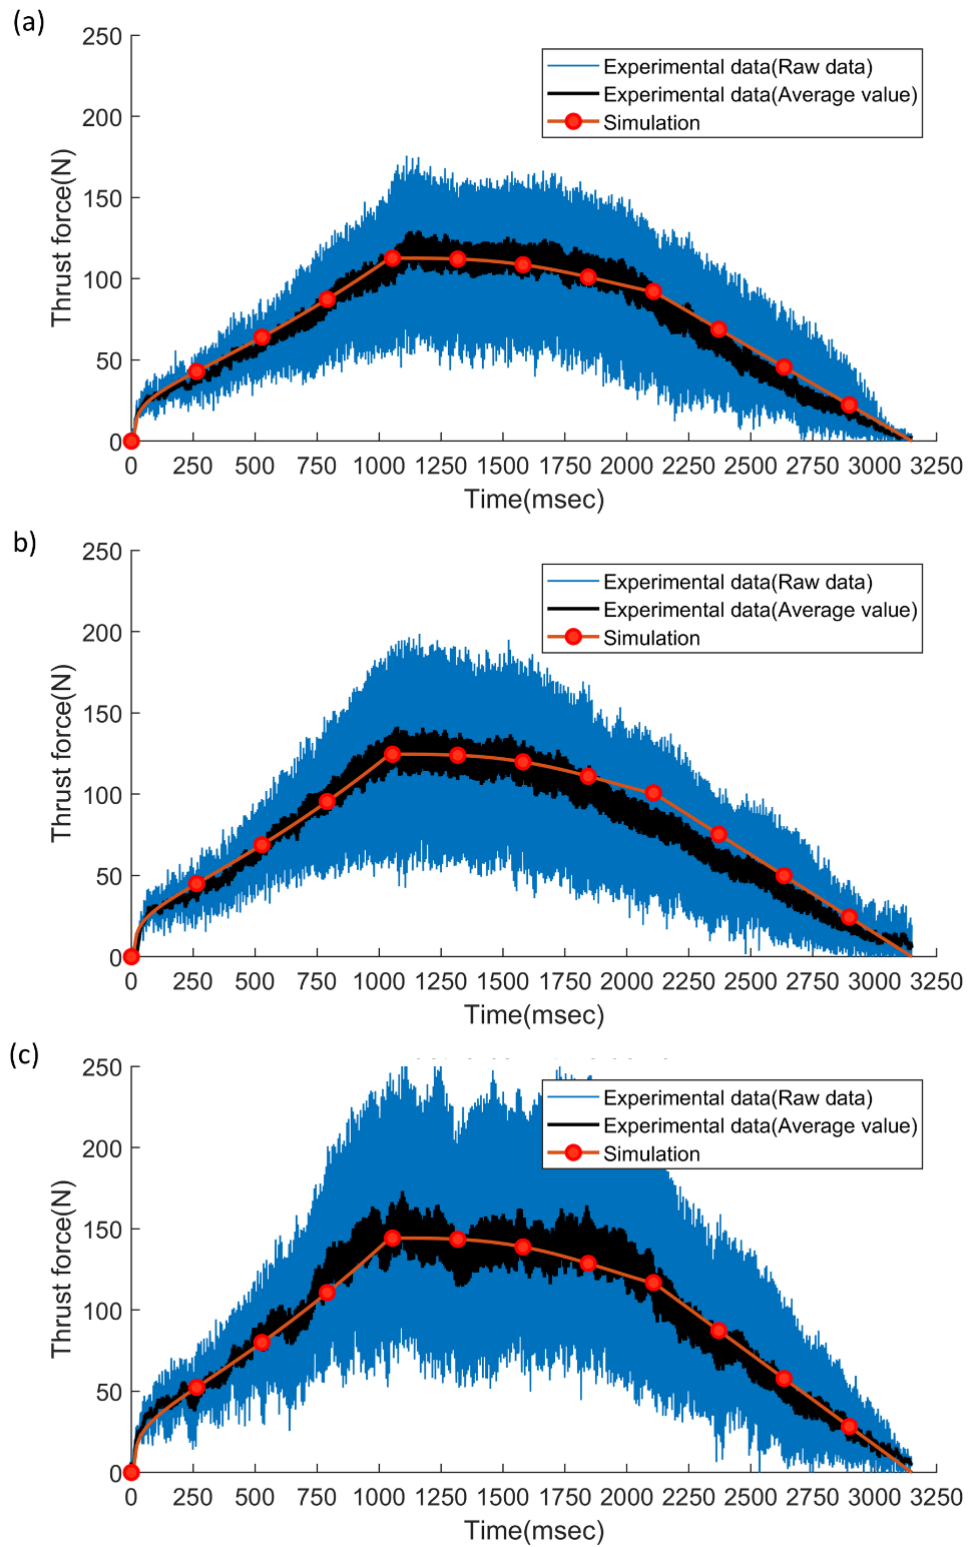 (a)
250
200
150
100
50
0
Thrust force(N)
Experimental data(Raw data)
Experimental data(Average value)
Simulation
0 250 500 750 1000 1250 1500 1750 2000 2250 2500 2750 3000 3250
Time(msec)
b)
250
200
150
100
50
0
Thrust force(N)
Experimental data(Raw data)
Experimental data(Average value)
Simulation
0 250 500 750 1000 1250 1500 1750 2000 2250 2500 2750 3000 3250
Time(msec)
(c)
250
200
150
100
50
0
Thrust force(N)
Experimental data(Raw data)
Experimental data(Average value)
Simulation
0 250 500 750 1000 1250 1500 1750 2000 2250 2500 2750 3000 3250
Time(msec)